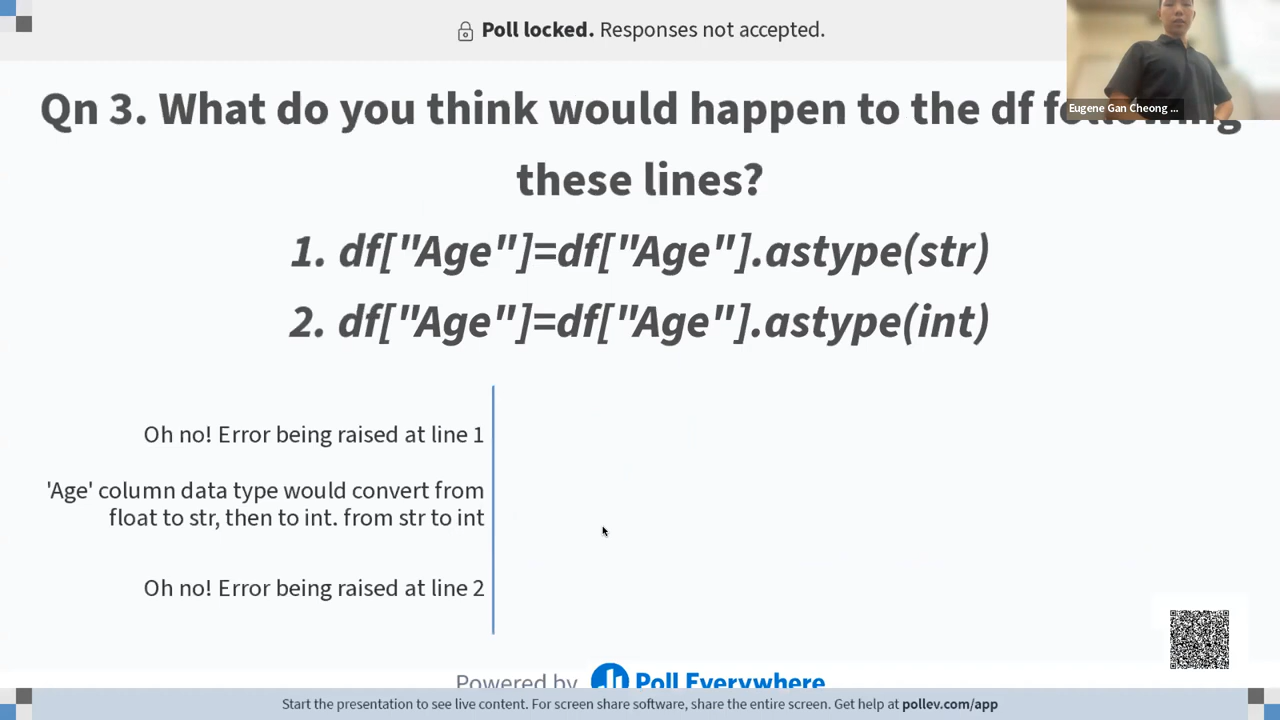 Poll locked. Responses not accepted.
Eugene Gan Cheong ...
Qn 3. What do you think would happen to the df following
these lines?
1. df["Age"]=df["Age"].astype(str)
2. df["Age"]=df["Age"].astype(int)
Oh no! Error being raised at line 1
'Age' column data type would convert from
float to str, then to int. from str to int
Oh no! Error being raised at line 2
Powered by Poll Everywhere
Start the presentation to see live content. For screen share software, share the entire screen. Get help at pollev.com/app